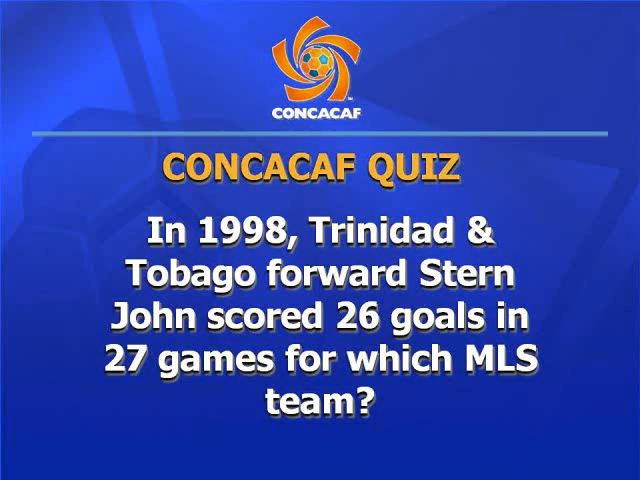 CONCACAF
CONCACAF QUIZ
In 1998, Trinidad &
Tobago forward Stern
John scored 26 goals in
27 games for which MLS
team?